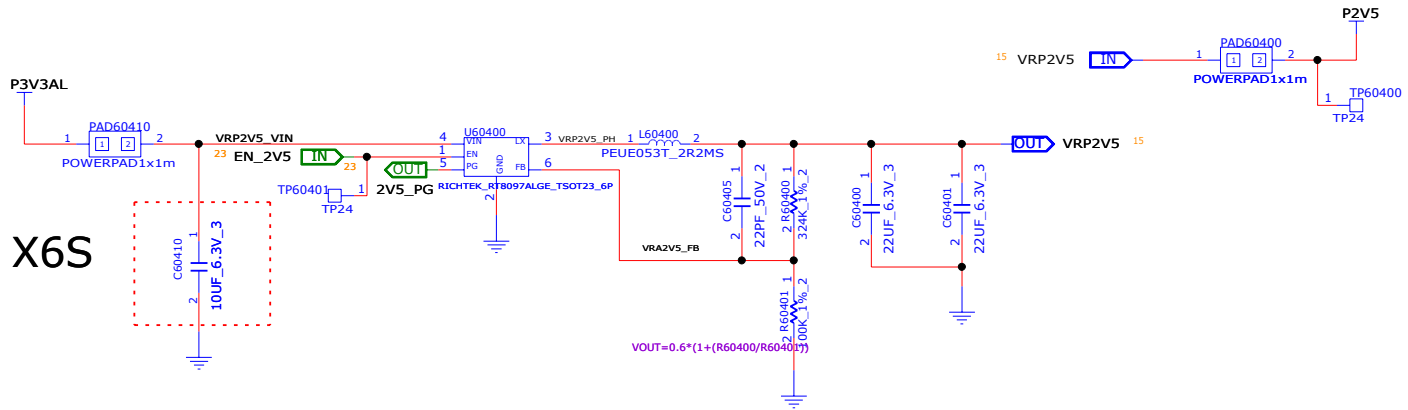 P2V5
PAD60400
15 VRP2V5 IN 1 1 2 2
POWERPAD1x1m
TP60400
1
TP24
P3V3AL
PAD60410
1 1 2 2
POWERPAD1x1m
VRP2V5_VIN
23 EN_2V5 IN 23
TP60401 1
TP24
OUT
2V5_PG
U60400
4 VIN LX 3
1 EN
5 PG FB 6
GND
2
RICHTEK_RT8097ALGE_TSOT23_6P
VRP2V5_PH
L60400
1 2
PEUE053T_2R2MS
OUT VRP2V5 15
1
C60405
22PF_50V_2
2
1
R60400
324K_1%_2
2
1
C60400
22UF_6.3V_3
2
1
C60401
22UF_6.3V_3
2
VRA2V5_FB
X6S
1
C60410
10UF_6.3V_3
2
1
R60401
100K_1%_2
2
VOUT=0.6*(1+(R60400/R60401))